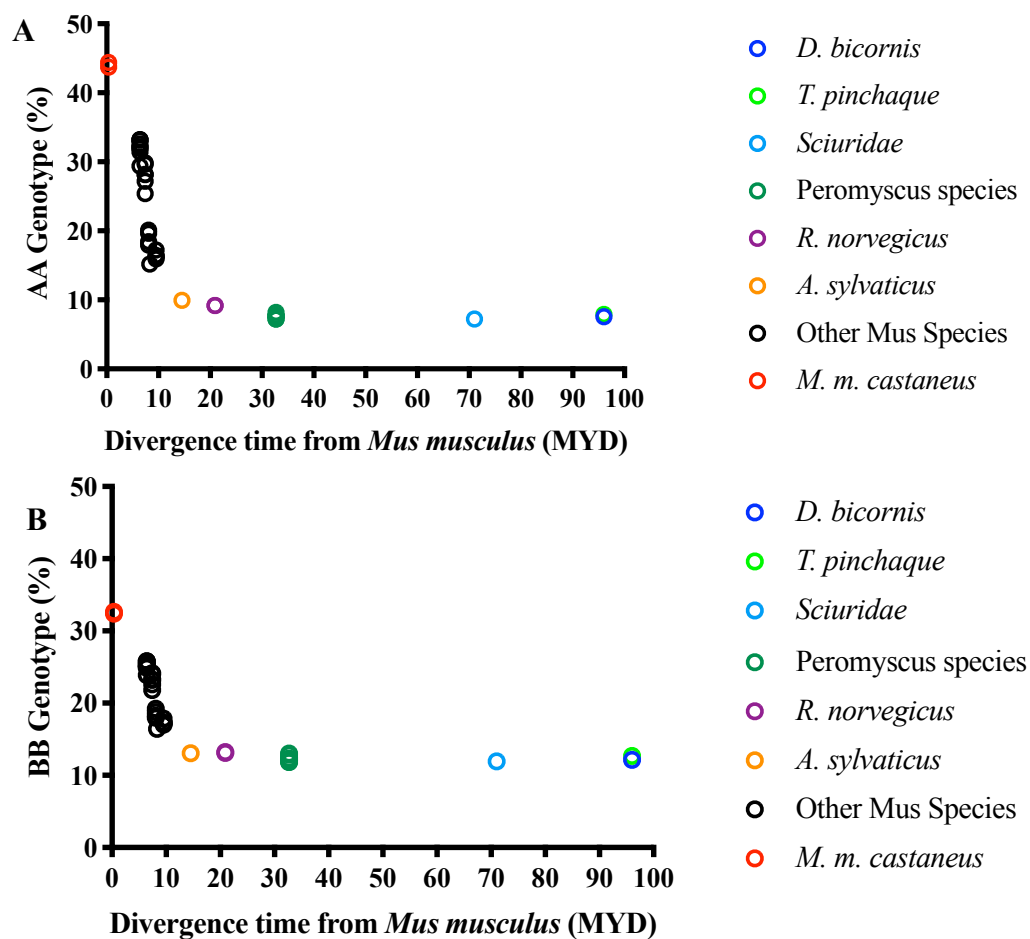 A
50
40
30
20
10
0
AA Genotype (%)
0 10 20 30 40 50 60 70 80 90 100
Divergence time from Mus musculus (MYD)
D. bicornis
T. pinchaque
Sciuridae
Peromyscus species
R. norvegicus
A. sylvaticus
Other Mus Species
M. m. castaneus
B
50
40
30
20
10
0
BB Genotype (%)
0 10 20 30 40 50 60 70 80 90 100
Divergence time from Mus musculus (MYD)
D. bicornis
T. pinchaque
Sciuridae
Peromyscus species
R. norvegicus
A. sylvaticus
Other Mus Species
M. m. castaneus